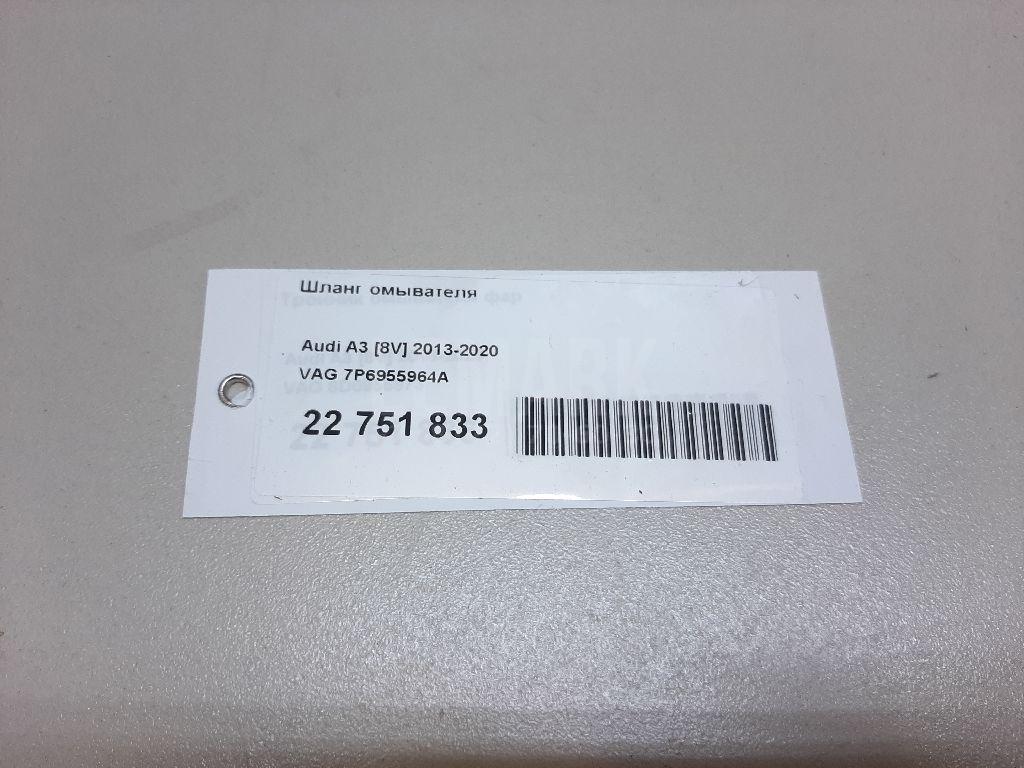 Шланг омывателя
Audi A3 [8V] 2013-2020
VAG 7P6955964A
22 751 833